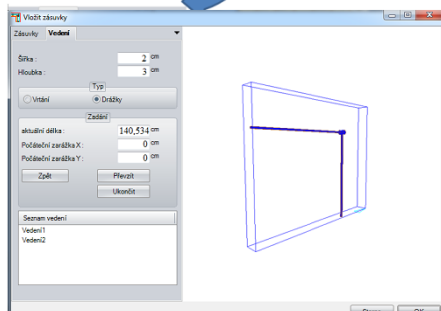 Vložit zásuvky
Zásuvky Vedení
Šířka : 2 cm
Hloubka : 3 cm
Typ
Vrtání Drážky
Zadání
aktuální délka : 140,534 cm
Počáteční zarážka X : 0 cm
Počáteční zarážka Y : 0 cm
Zpět Převzít
Ukončit
Seznam vedení
Vedení1
Vedení2
OK